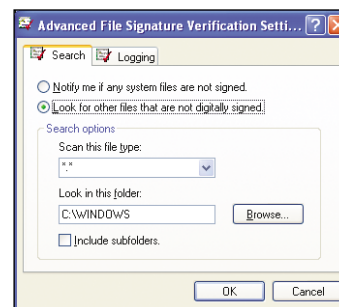 Advanced File Signature Verification Setti...
Search Logging
Notify me if any system files are not signed.
Look for other files that are not digitally signed.
Search options
Scan this file type:
*.*
Look in this folder:
C:\WINDOWS Browse...
Include subfolders.
OK Cancel